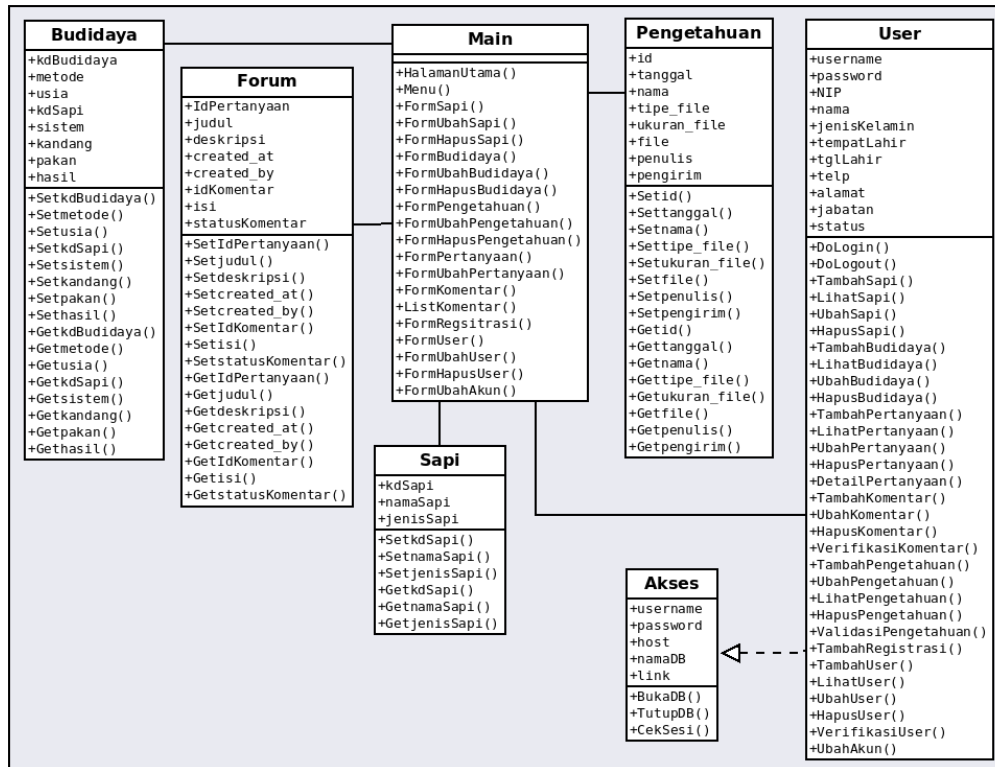 Budidaya
+kdBudidaya
+metode
+usia
+kdSapi
+sistem
+kandang
+pakan
+hasil
+SetkdBudidaya()
+Setmetode()
+Setusia()
+SetkdSapi()
+Setsistem()
+Setkandang()
+Setpakan()
+Sethasil()
+GetkdBudidaya()
+Getmetode()
+Getusia()
+GetkdSapi()
+Getsistem()
+Getkandang()
+Getpakan()
+Gethasil()
Forum
+IdPertanyaan
+judul
+deskripsi
+created_at
+created_by
+idKomentar
+isi
+statusKomentar
+SetIdPertanyaan()
+Setjudul()
+Setdeskripsi()
+Setcreated_at()
+Setcreated_by()
+SetIdKomentar()
+Setisi()
+SetstatusKomentar()
+GetIdPertanyaan()
+Getjudul()
+Getdeskripsi()
+Getcreated_at()
+Getcreated_by()
+GetIdKomentar()
+Getisi()
+GetstatusKomentar()
Main
+HalamanUtama()
+Menu()
+FormSapi()
+FormUbahSapi()
+FormHapusSapi()
+FormBudidaya()
+FormUbahBudidaya()
+FormHapusBudidaya()
+FormPengetahuan()
+FormUbahPengetahuan()
+FormHapusPengetahuan()
+FormPertanyaan()
+FormUbahPertanyaan()
+FormKomentar()
+ListKomentar()
+FormRegsitrasi()
+FormUser()
+FormUbahUser()
+FormHapusUser()
+FormUbahAkun()
Sapi
+kdSapi
+namaSapi
+jenisSapi
+SetkdSapi()
+SetnamaSapi()
+SetjenisSapi()
+GetkdSapi()
+GetnamaSapi()
+GetjenisSapi()
Pengetahuan
+id
+tanggal
+nama
+tipe_file
+ukuran_file
+file
+penulis
+pengirim
+Setid()
+Settanggal()
+Setnama()
+Settipe_file()
+Setukuran_file()
+Setfile()
+Setpenulis()
+Setpengirim()
+Getid()
+Gettanggal()
+Getnama()
+Gettipe_file()
+Getukuran_file()
+Getfile()
+Getpenulis()
+Getpengirim()
Akses
+username
+password
+host
+namaDB
+link
+BukaDB()
+TutupDB()
+CekSesi()
User
+username
+password
+NIP
+nama
+jenisKelamin
+tempatLahir
+tglLahir
+telp
+alamat
+jabatan
+status
+DoLogin()
+DoLogout()
+TambahSapi()
+LihatSapi()
+UbahSapi()
+HapusSapi()
+TambahBudidaya()
+LihatBudidaya()
+UbahBudidaya()
+HapusBudidaya()
+TambahPertanyaan()
+LihatPertanyaan()
+UbahPertanyaan()
+HapusPertanyaan()
+DetailPertanyaan()
+TambahKomentar()
+UbahKomentar()
+HapusKomentar()
+VerifikasiKomentar()
+TambahPengetahuan()
+UbahPengetahuan()
+LihatPengetahuan()
+HapusPengetahuan()
+ValidasiPengetahuan()
+TambahRegistrasi()
+TambahUser()
+LihatUser()
+UbahUser()
+HapusUser()
+VerifikasiUser()
+UbahAkun()